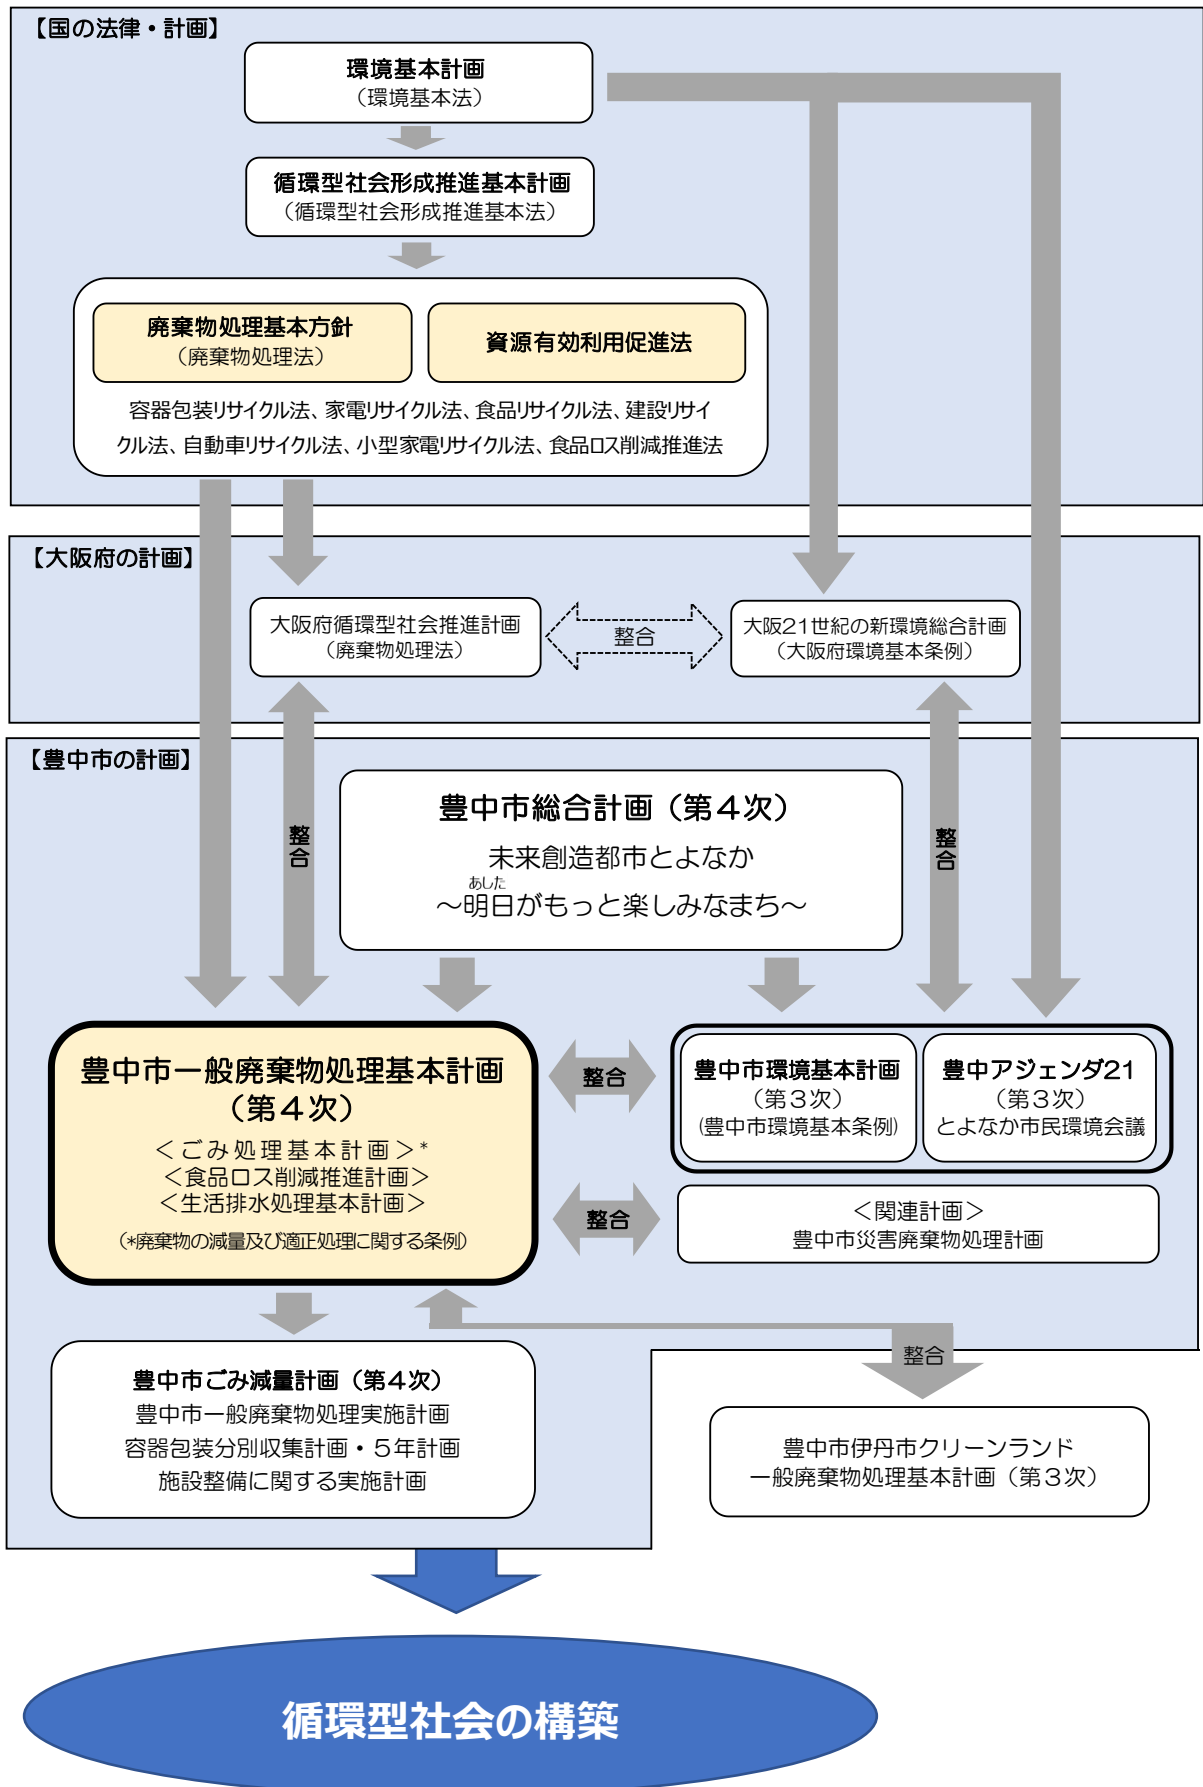 【国の法律・計画】
環境基本計画
（環境基本法）
循環型社会形成推進基本計画
（循環型社会形成推進基本法）
廃棄物処理基本方針
（廃棄物処理法）
資源有効利用促進法
容器包装リサイクル法、家電リサイクル法、食品リサイクル法、建設リサイ
クル法、自動車リサイクル法、小型家電リサイクル法、食品ロス削減推進法
【大阪府の計画】
大阪府循環型社会推進計画
（廃棄物処理法）
整合
大阪21世紀の新環境総合計画
（大阪府環境基本条例）
【豊中市の計画】
整合
豊中市総合計画（第４次）
未来創造都市とよなか
あした
～明日がもっと楽しみなまち～
整合
豊中市一般廃棄物処理基本計画
（第４次）
＜ごみ処理基本計画＞*
＜食品ロス削減推進計画＞
＜生活排水処理基本計画＞
（*廃棄物の減量及び適正処理に関する条例）
整合
豊中市環境基本計画
（第３次）
（豊中市環境基本条例）
豊中アジェンダ21
（第３次）
とよなか市民環境会議
整合
＜関連計画＞
豊中市災害廃棄物処理計画
豊中市ごみ減量計画（第４次）
豊中市一般廃棄物処理実施計画
容器包装分別収集計画・５年計画
施設整備に関する実施計画
整合
豊中市伊丹市クリーンランド
一般廃棄物処理基本計画（第３次）
循環型社会の構築